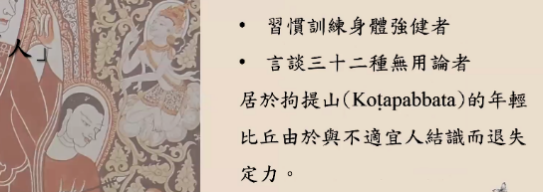 人」
• 習慣訓練身體強健者
• 言談三十二種無用論者
居於拘提山(Koṭapabbata)的年輕
比丘由於與不適宜人結識而退失
定力。